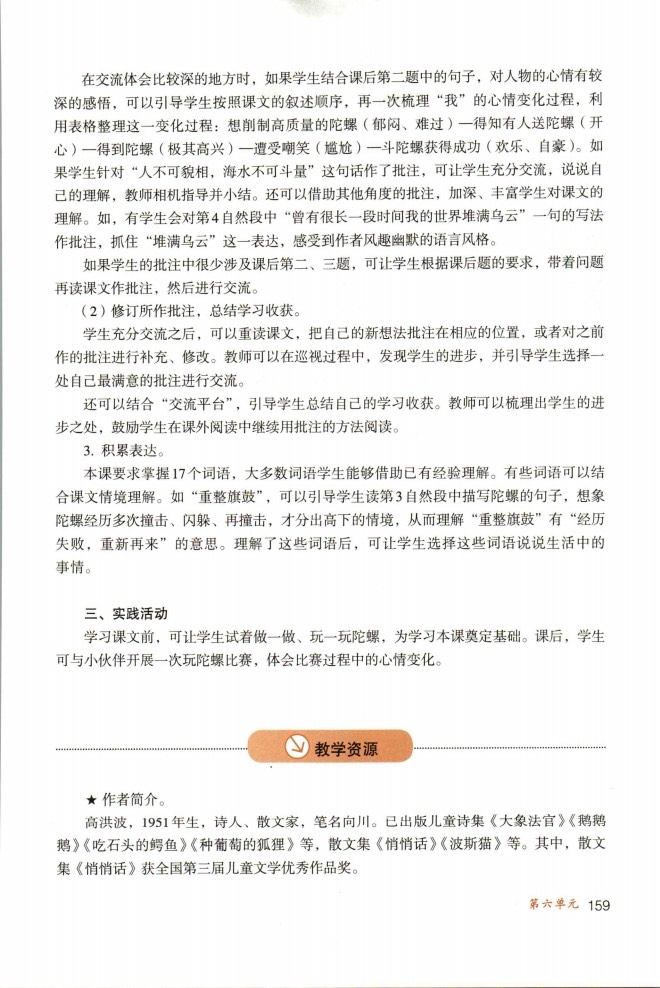 在交流体会比较深的地方时，如果学生结合课后第二题中的句子，对人物的心情有较
深的感悟，可以引导学生按照课文的叙述顺序，再一次梳理“我”的心情变化过程，利
用表格整理这一变化过程：想削制高质量的陀螺（郁闷、难过）—得知有人送陀螺（开
心）—得到陀螺（极其高兴）—遭受嘲笑（尴尬）—斗陀螺获得成功（欢乐、自豪）。如
果学生针对“人不可貌相，海水不可斗量”这句话作了批注，可让学生充分交流，说说自
己的理解，教师相机指导并小结。还可以借助其他角度的批注，加深、丰富学生对课文的
理解。如，有学生会对第4自然段中“曾有很长一段时间我的世界堆满乌云”一句的写法
作批注，抓住“堆满乌云”这一表达，感受到作者风趣幽默的语言风格。
如果学生的批注中很少涉及课后第二、三题，可让学生根据课后题的要求，带着问题
再读课文作批注，然后进行交流。
（2）修订所作批注，总结学习收获。
学生充分交流之后，可以重读课文，把自己的新想法批注在相应的位置，或者对之前
作的批注进行补充、修改。教师可以在巡视过程中，发现学生的进步，并引导学生选择一
处自己最满意的批注进行交流。
还可以结合“交流平台”，引导学生总结自己的学习收获。教师可以梳理出学生的进
步之处，鼓励学生在课外阅读中继续用批注的方法阅读。
3. 积累表达。
本课要求掌握17个词语，大多数词语学生能够借助已有经验理解。有些词语可以结
合课文情境理解。如“重整旗鼓”，可以引导学生读第3自然段中描写陀螺的句子，想象
陀螺经历多次撞击、闪躲、再撞击，才分出高下的情境，从而理解“重整旗鼓”有“经历
失败，重新再来”的意思。理解了这些词语后，可让学生选择这些词语说说生活中的
事情。
三、实践活动
学习课文前，可让学生试着做一做、玩一玩陀螺，为学习本课奠定基础。课后，学生
可与小伙伴开展一次玩陀螺比赛，体会比赛过程中的心情变化。
教学资源
★ 作者简介。
高洪波，1951年生，诗人、散文家，笔名向川。已出版儿童诗集《大象法官》《鹅鹅
鹅》《吃石头的鳄鱼》《种葡萄的狐狸》等，散文集《悄悄话》《波斯猫》等。其中，散文
集《悄悄话》获全国第三届儿童文学优秀作品奖。
第六单元 159